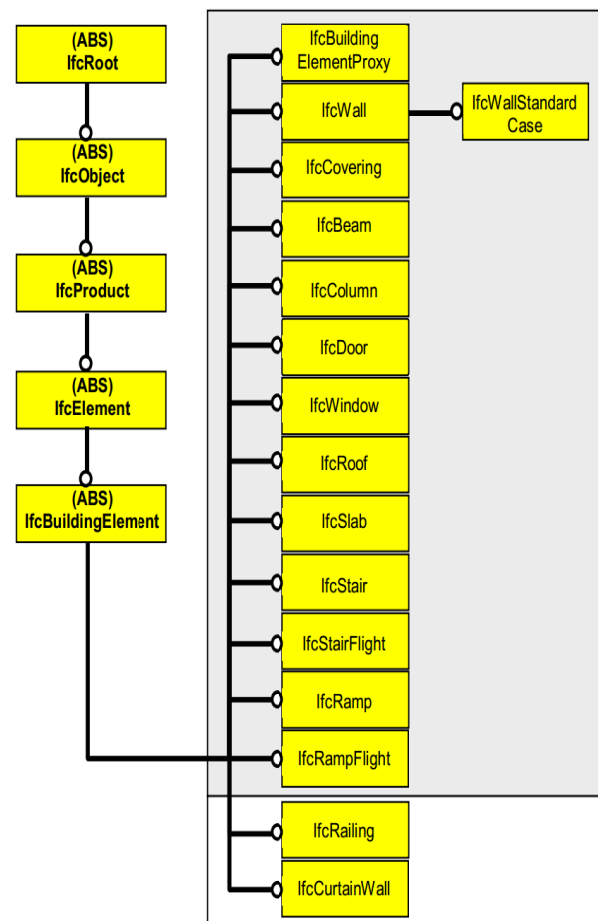 (ABS)
IfcRoot
(ABS)
IfcObject
(ABS)
IfcProduct
(ABS)
IfcElement
(ABS)
IfcBuildingElement
IfcBuilding
ElementProxy
IfcWall
IfcWallStandard
Case
IfcCovering
IfcBeam
IfcColumn
IfcDoor
IfcWindow
IfcRoof
IfcSlab
IfcStair
IfcStairFlight
IfcRamp
IfcRampFlight
IfcRailing
IfcCurtainWall